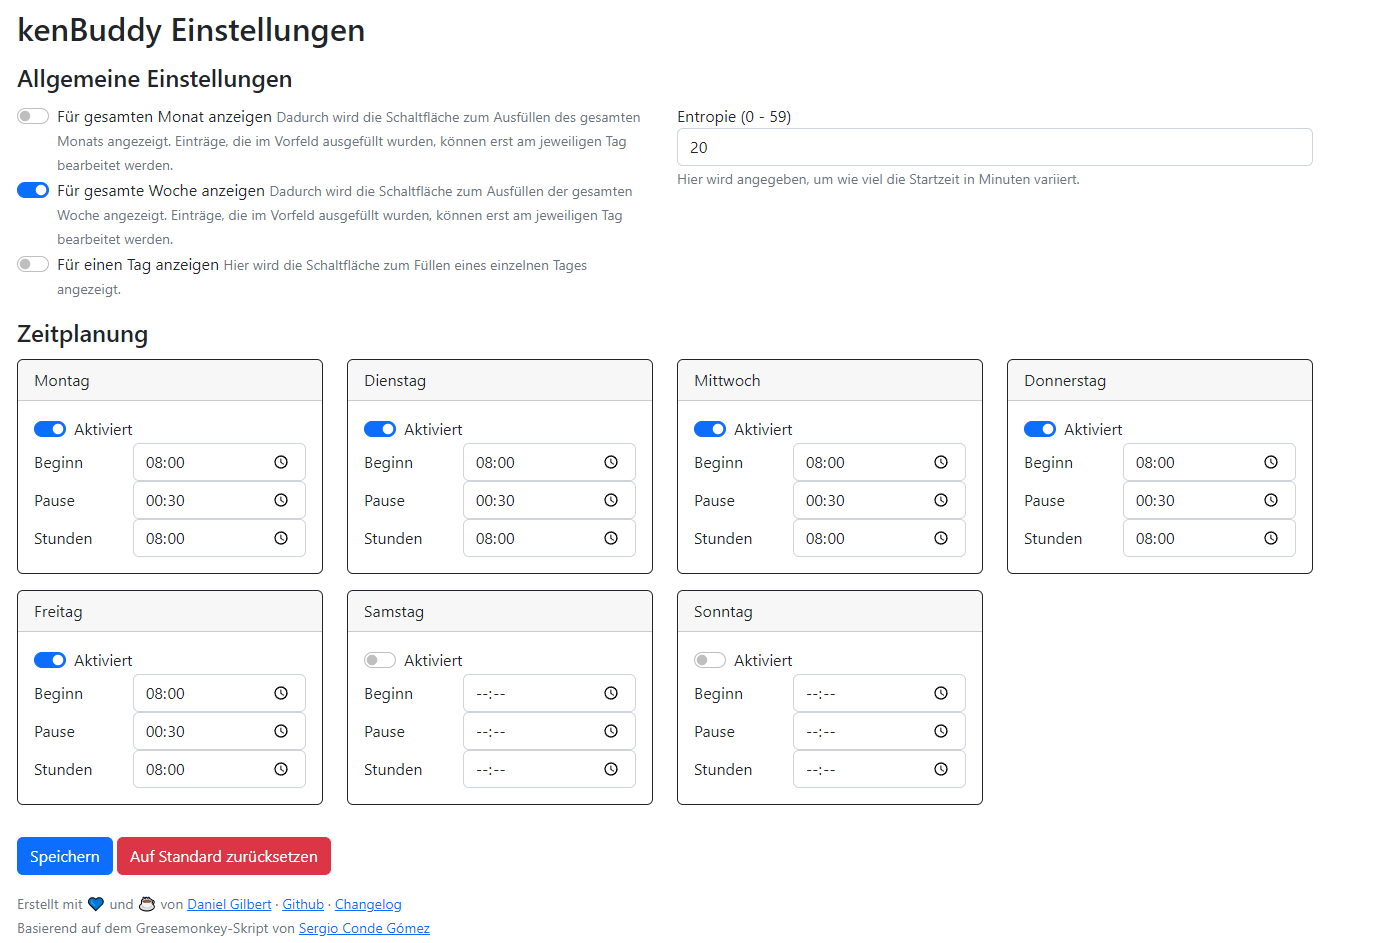 kenBuddy Einstellungen
Allgemeine Einstellungen
Für gesamten Monat anzeigen Dadurch wird die Schaltfläche zum Ausfüllen des gesamten
Monats angezeigt. Einträge, die im Vorfeld ausgefüllt wurden, können erst am jeweiligen Tag
bearbeitet werden.
Für gesamte Woche anzeigen Dadurch wird die Schaltfläche zum Ausfüllen der gesamten
Woche angezeigt. Einträge, die im Vorfeld ausgefüllt wurden, können erst am jeweiligen Tag
bearbeitet werden.
Für einen Tag anzeigen Hier wird die Schaltfläche zum Füllen eines einzelnen Tages
angezeigt.
Entropie (0 - 59)
20
Hier wird angegeben, um wie viel die Startzeit in Minuten variiert.
Zeitplanung
Montag
Aktiviert
Beginn 08:00
Pause 00:30
Stunden 08:00
Dienstag
Aktiviert
Beginn 08:00
Pause 00:30
Stunden 08:00
Mittwoch
Aktiviert
Beginn 08:00
Pause 00:30
Stunden 08:00
Donnerstag
Aktiviert
Beginn 08:00
Pause 00:30
Stunden 08:00
Freitag
Aktiviert
Beginn 08:00
Pause 00:30
Stunden 08:00
Samstag
Aktiviert
Beginn --:--
Pause --:--
Stunden --:--
Sonntag
Aktiviert
Beginn --:--
Pause --:--
Stunden --:--
Speichern
Auf Standard zurücksetzen
Erstellt mit 💙 und ☕ von Daniel Gilbert · Github · Changelog
Basierend auf dem Greasemonkey-Skript von Sergio Conde Gómez